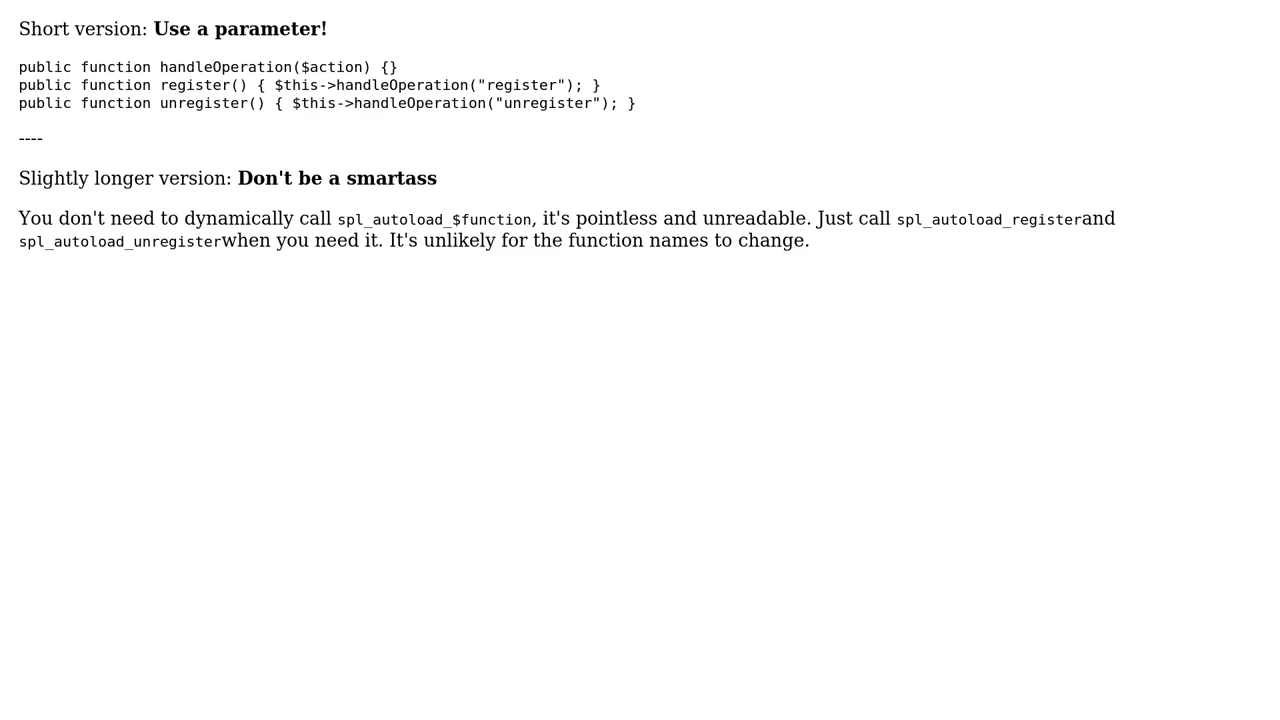 Short version: Use a parameter!
public function handleOperation($action) {}
public function register() { $this->handleOperation("register"); }
public function unregister() { $this->handleOperation("unregister"); }
----
Slightly longer version: Don't be a smartass
You don't need to dynamically call spl_autoload_$function, it's pointless and unreadable. Just call spl_autoload_registerand
spl_autoload_unregisterwhen you need it. It's unlikely for the function names to change.